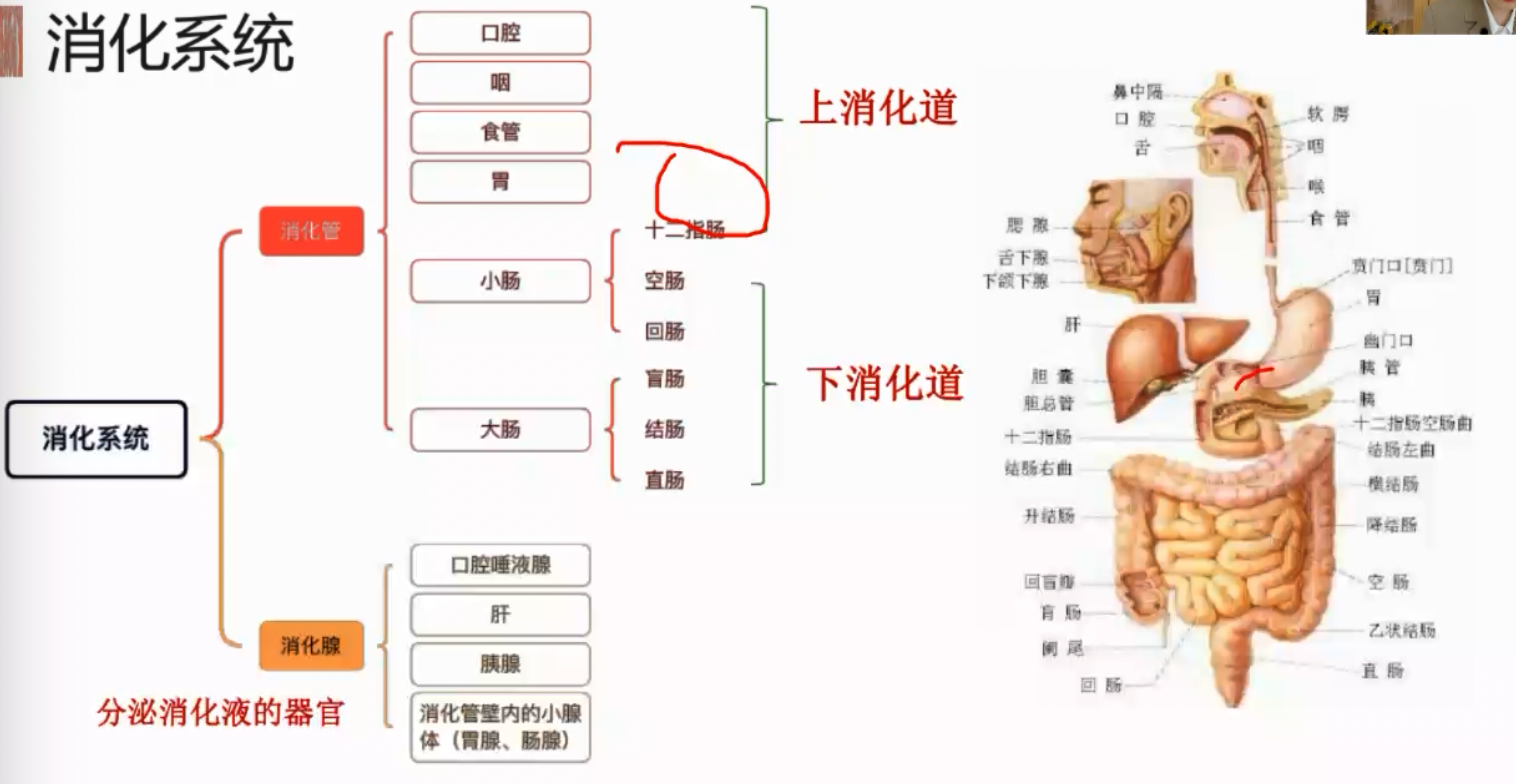 消化系统
口腔
咽
食管
胃
上消化道
消化管
小肠
十二指肠
空肠
回肠
大肠
盲肠
结肠
直肠
下消化道
消化系统
消化腺
分泌消化液的器官
口腔唾液腺
肝
胰腺
消化管壁内的小腺
体（胃腺、肠腺）
鼻中隔
口腔
舌
软腭
咽
喉
食管
腮腺
舌下腺
下颌下腺
贲门口[贲门]
胃
肝
幽门口
胆囊
胰管
胆总管
胰
十二指肠
十二指肠空肠曲
结肠左曲
结肠右曲
横结肠
升结肠
降结肠
回盲瓣
空肠
盲肠
乙状结肠
阑尾
直肠
回肠